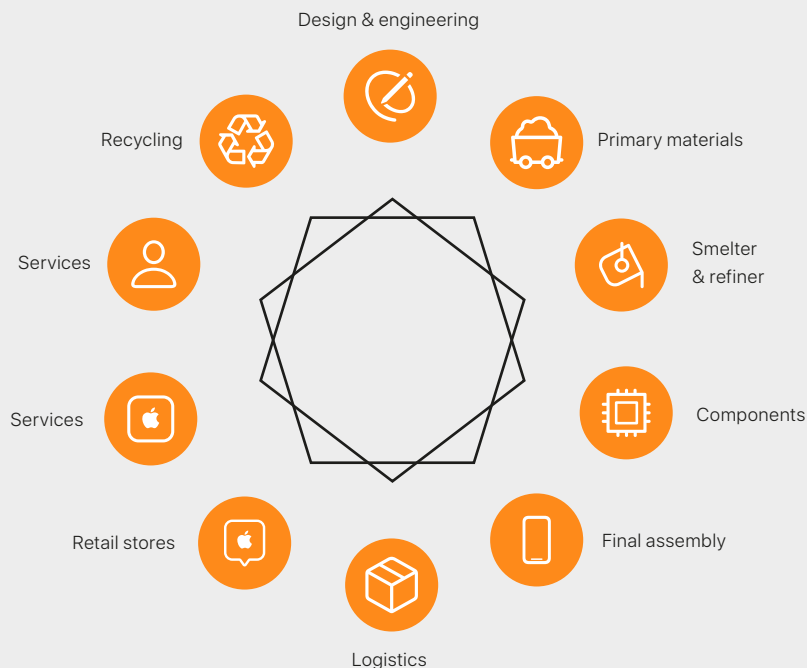 Design & engineering
Recycling
Primary materials
Services
Smelter
& refiner
Services
Components
Retail stores
Final assembly
Logistics